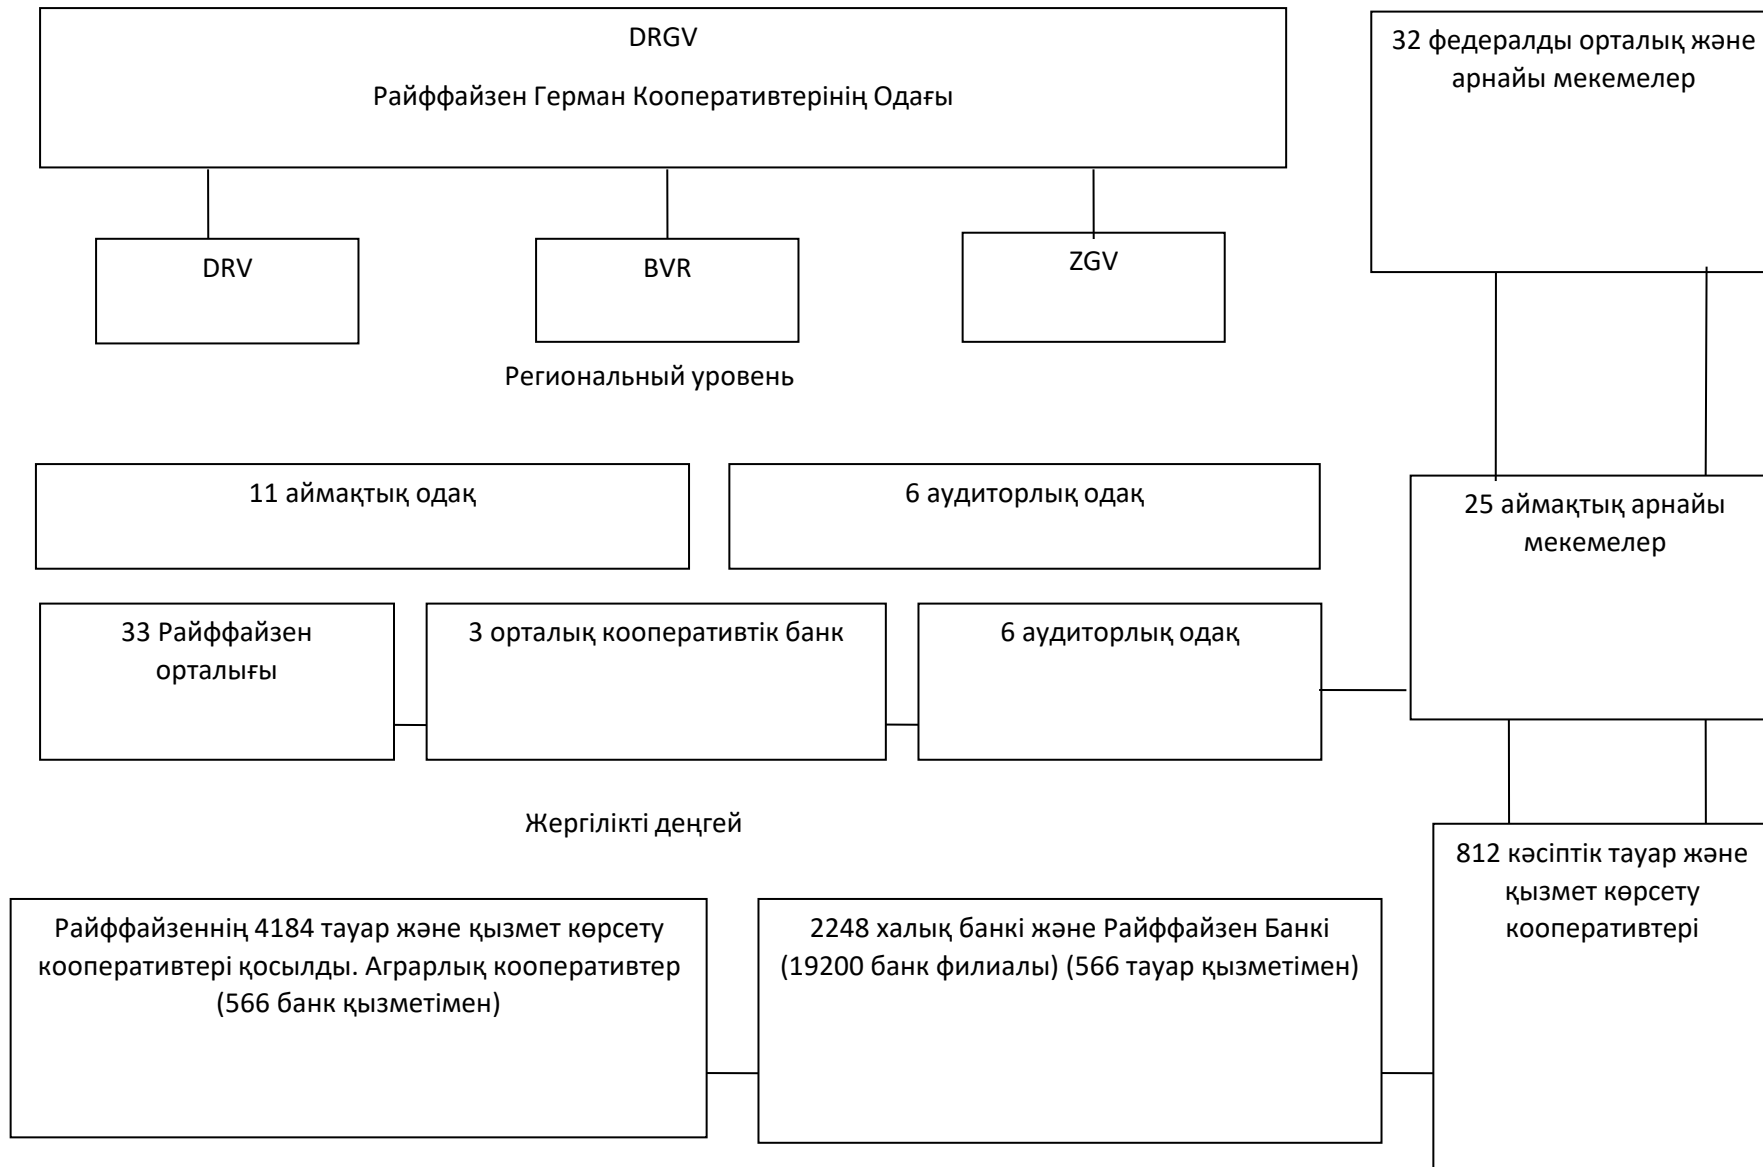 DRGV
Райффайзен Герман Кооперативтерінің Одағы
32 федералды орталық және
арнайы мекемелер
DRV
BVR
ZGV
Региональный уровень
11 аймақтық одақ
6 аудиторлық одақ
25 аймақтық арнайы
мекемелер
33 Райффайзен
орталығы
3 орталық кооперативтік банк
6 аудиторлық одақ
Жергілікті деңгей
812 кәсіптік тауар және
қызмет көрсету
кооперативтері
Райффайзеннің 4184 тауар және қызмет көрсету
кооперативтері қосылды. Аграрлық кооперативтер
(566 банк қызметімен)
2248 халық банкі және Райффайзен Банкі
(19200 банк филиалы) (566 тауар қызметімен)